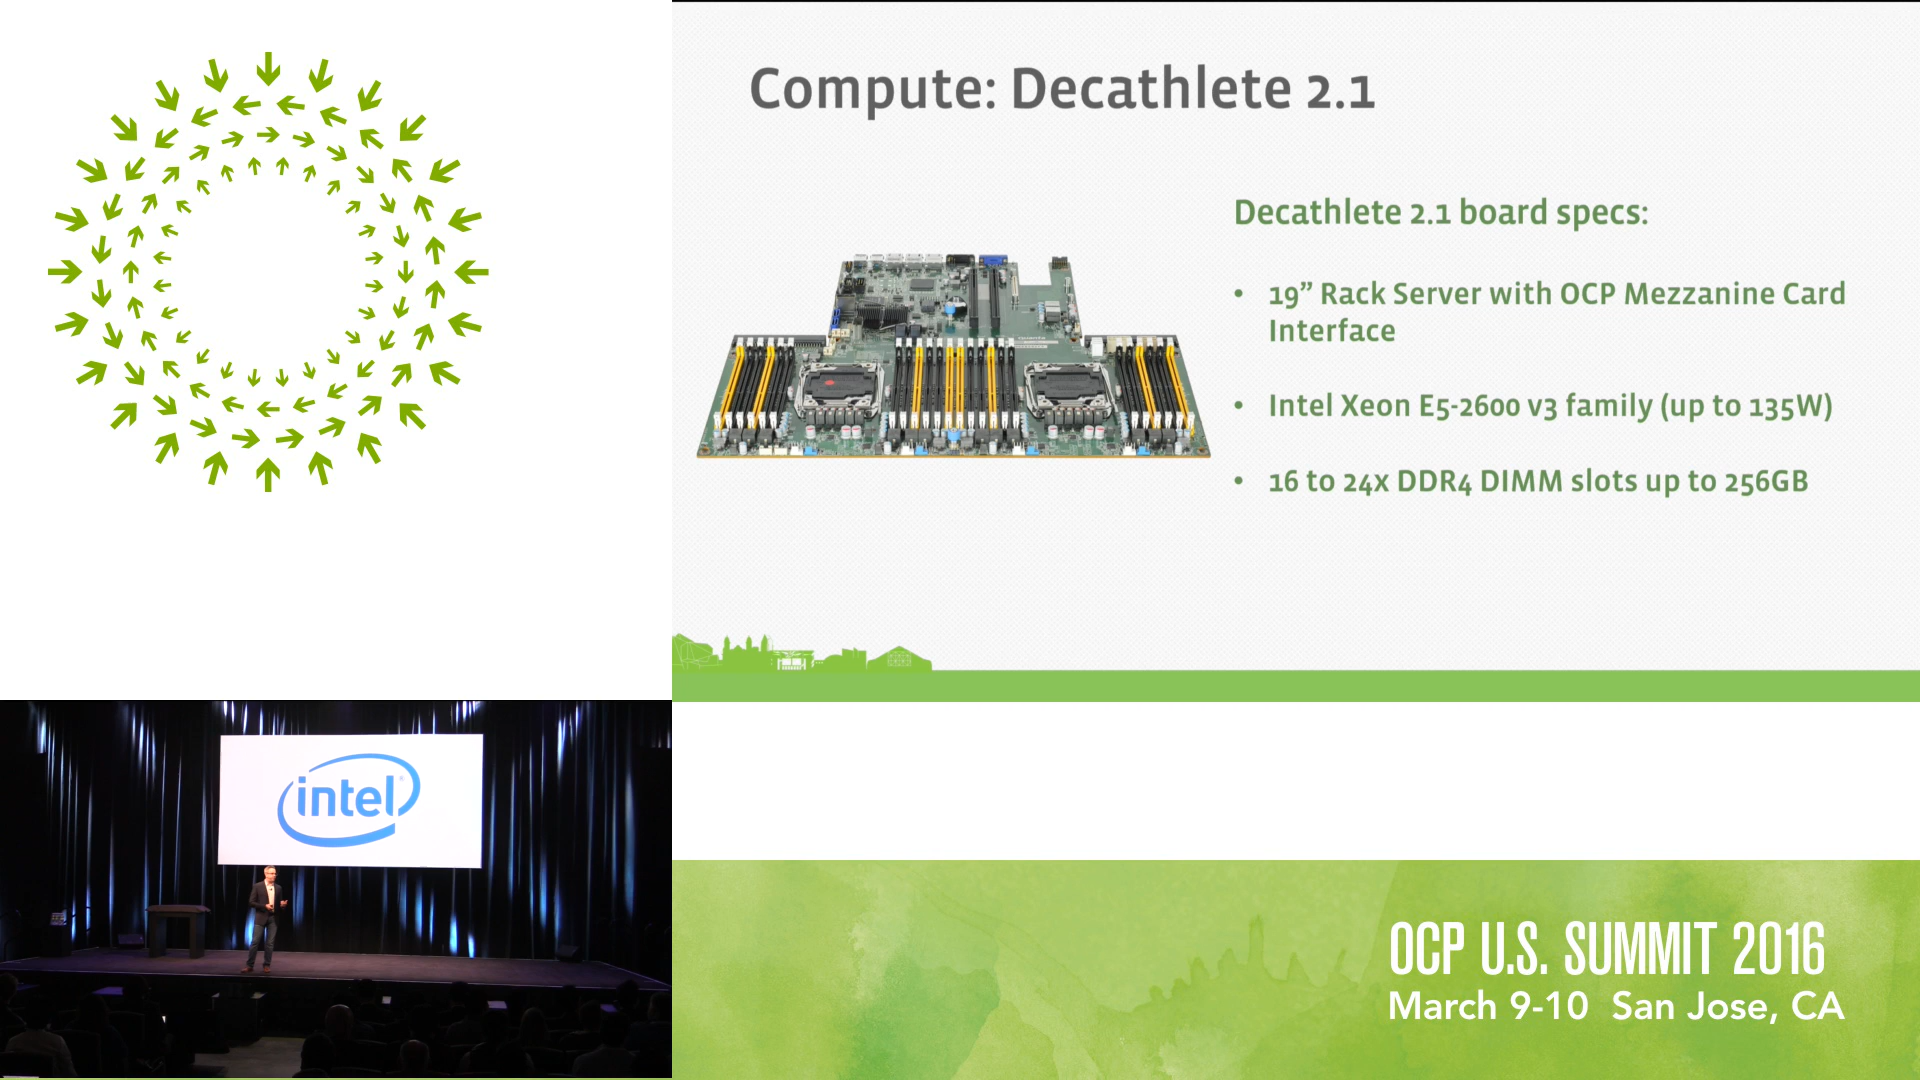 Compute: Decathlete 2.1
Decathlete 2.1 board specs:
• 19” Rack Server with OCP Mezzanine Card
Interface
• Intel Xeon E5-2600 v3 family (up to 135W)
• 16 to 24x DDR4 DIMM slots up to 256GB
intel
OCP U.S. SUMMIT 2016
March 9-10 San Jose, CA